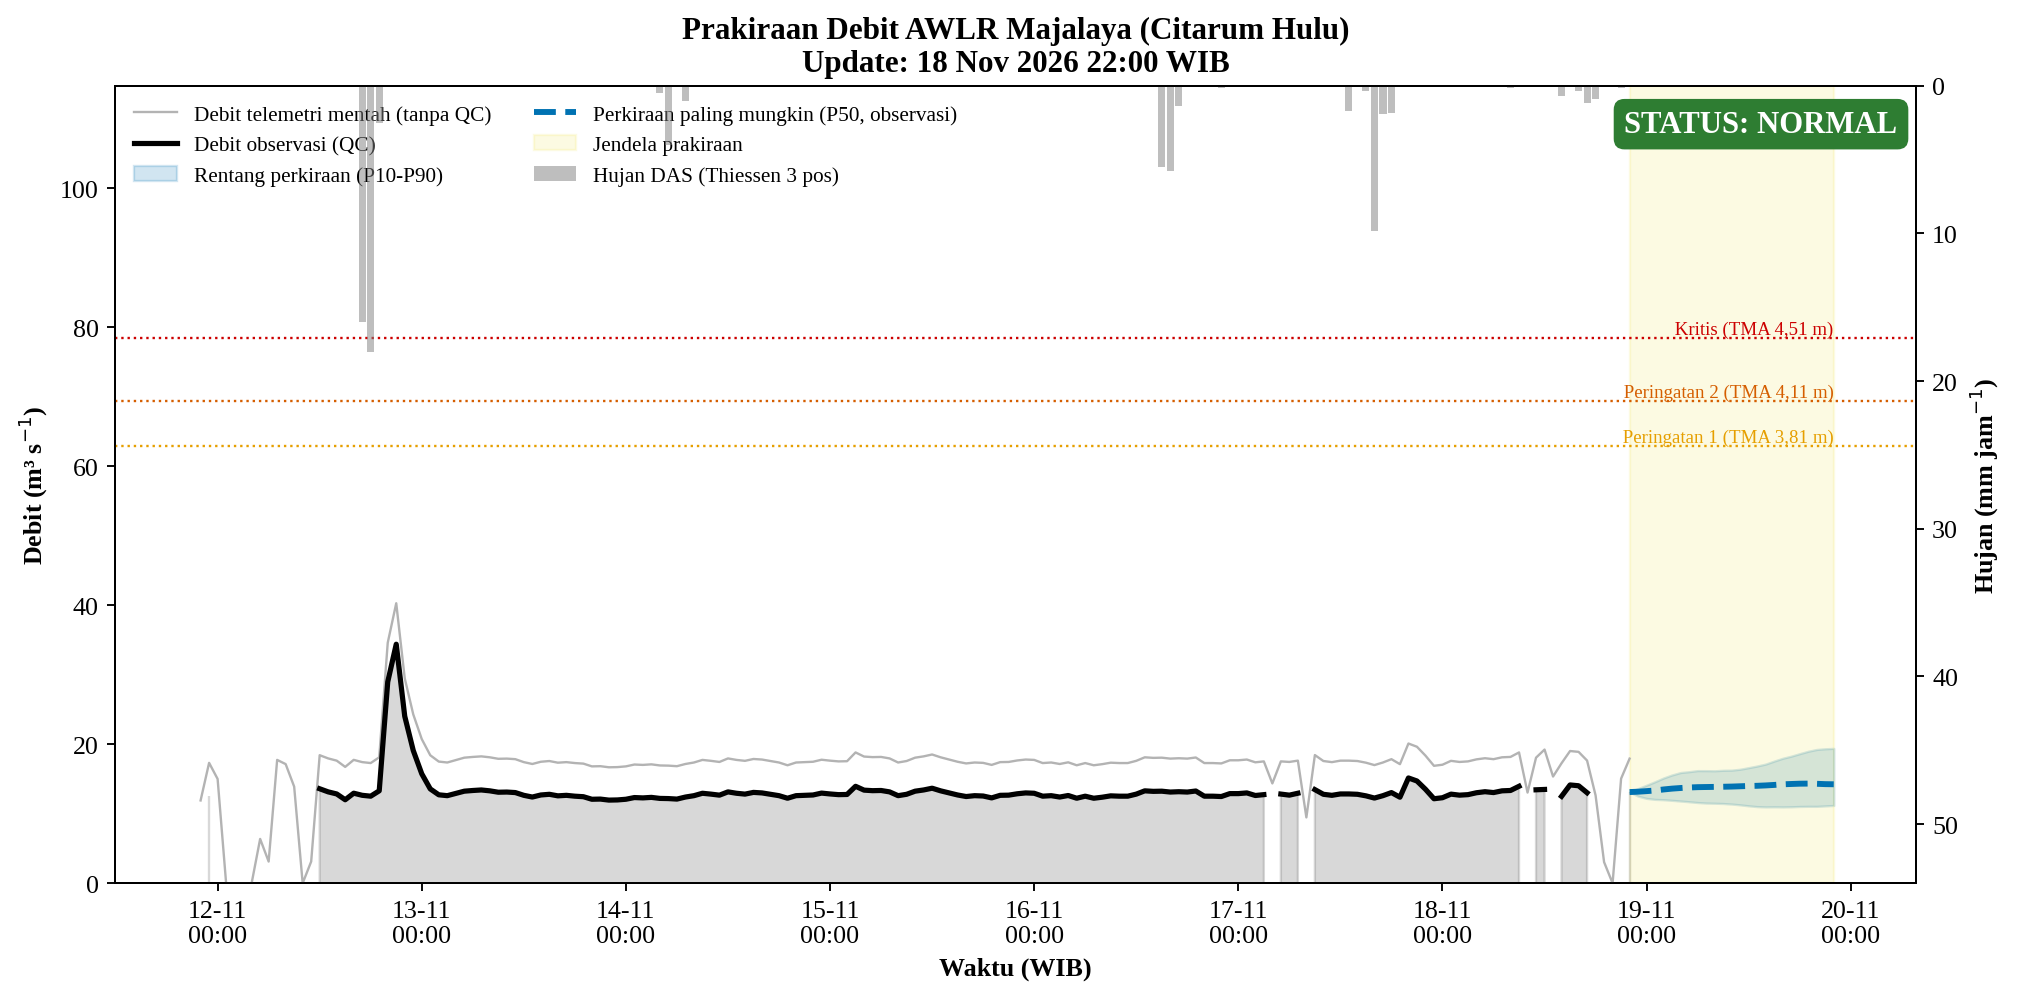 Prakiraan Debit AWLR Majalaya (Citarum Hulu)
Update: 18 Nov 2026 22:00 WIB
Debit telemetri mentah (tanpa QC)
Debit observasi (QC)
Rentang perkiraan (P10-P90)
Perkiraan paling mungkin (P50, observasi)
Jendela prakiraan
Hujan DAS (Thiessen 3 pos)
STATUS: NORMAL
Kritis (TMA 4,51 m)
Peringatan 2 (TMA 4,11 m)
Peringatan 1 (TMA 3,81 m)
Debit (m³ s⁻¹)
100
80
60
40
20
0
Hujan (mm jam⁻¹)
0
10
20
30
40
50
12-11 00:00
13-11 00:00
14-11 00:00
15-11 00:00
16-11 00:00
17-11 00:00
18-11 00:00
19-11 00:00
20-11 00:00
Waktu (WIB)